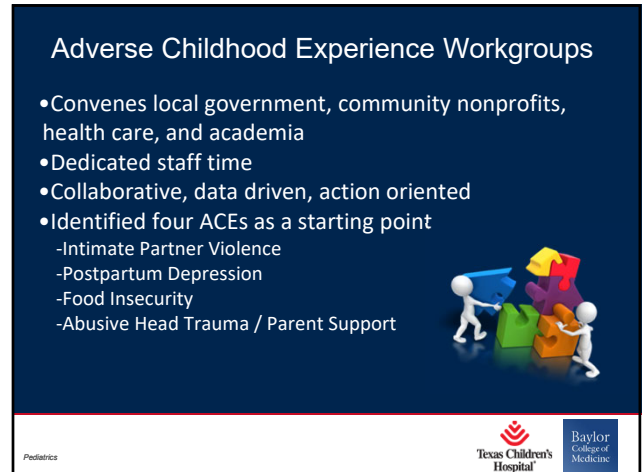 Adverse Childhood Experience Workgroups
•Convenes local government, community nonprofits,
health care, and academia
•Dedicated staff time
•Collaborative, data driven, action oriented
•Identified four ACEs as a starting point
-Intimate Partner Violence
-Postpartum Depression
-Food Insecurity
-Abusive Head Trauma / Parent Support
Pediatrics
Texas Children's
Hospital®
Baylor
College of
Medicine